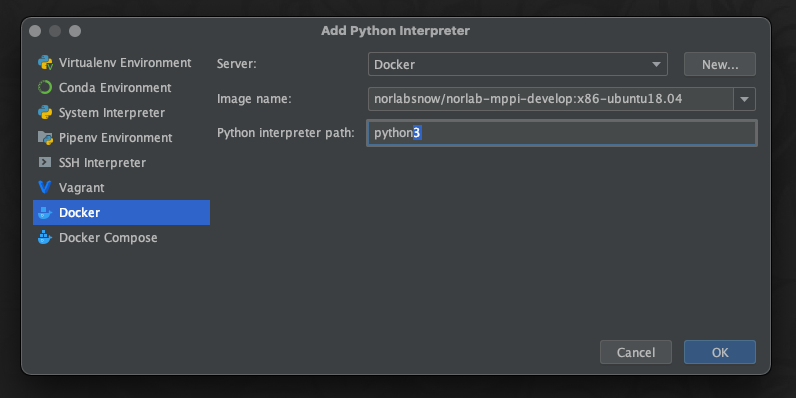 Add Python Interpreter
Virtualenv Environment
Conda Environment
System Interpreter
Pipenv Environment
SSH Interpreter
Vagrant
Docker
Docker Compose
Server:
Docker
New...
Image name:
norlabsnow/norlab-mppi-develop:x86-ubuntu18.04
Python interpreter path:
python3
Cancel
OK